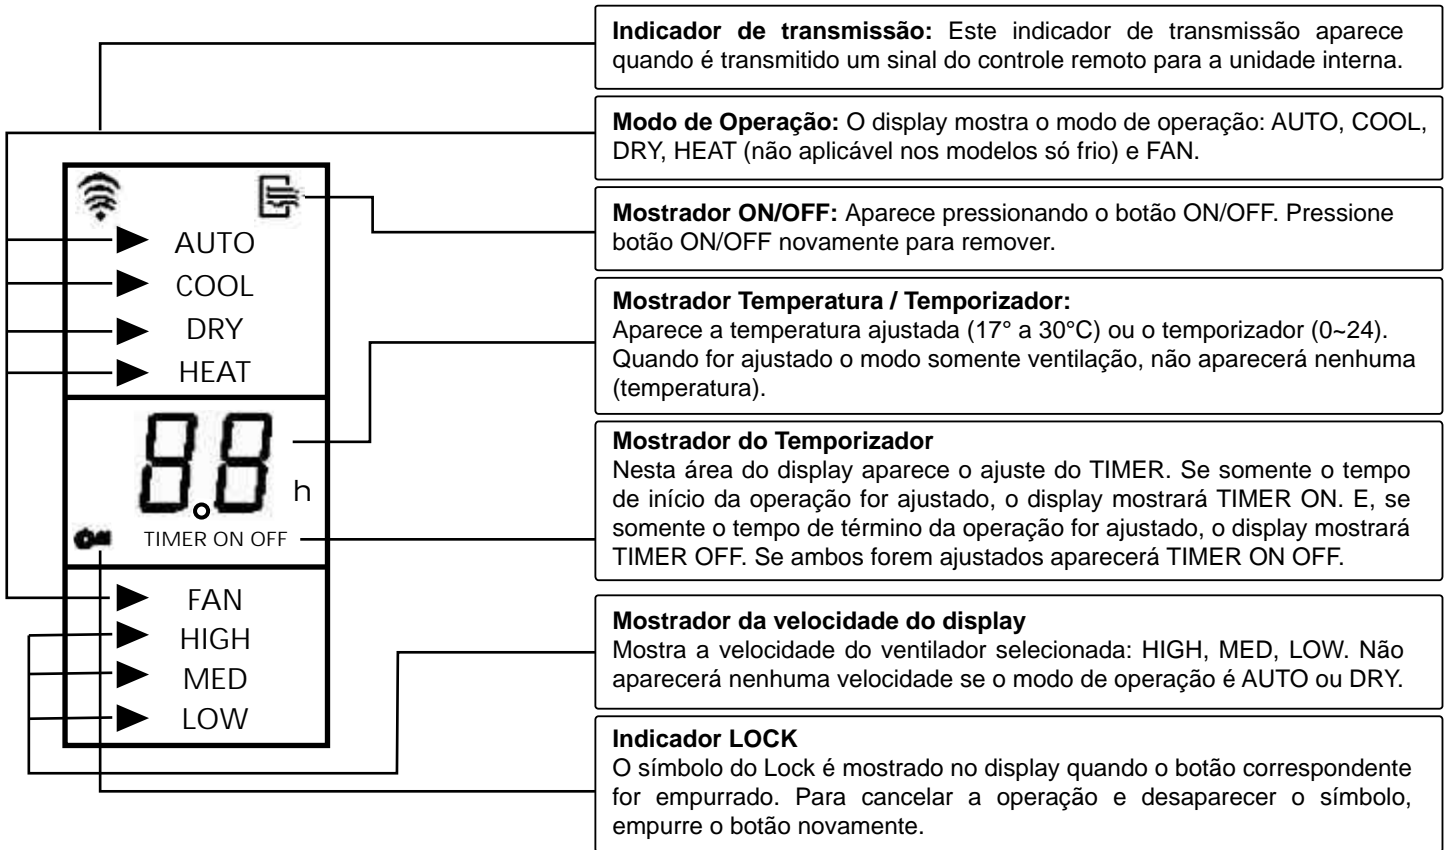 Indicador de transmissão: Este indicador de transmissão aparece
quando é transmitido um sinal do controle remoto para a unidade interna.
Modo de Operação: O display mostra o modo de operação: AUTO, COOL,
DRY, HEAT (não aplicável nos modelos só frio) e FAN.
Mostrador ON/OFF: Aparece pressionando o botão ON/OFF. Pressione
botão ON/OFF novamente para remover.
Mostrador Temperatura / Temporizador:
Aparece a temperatura ajustada (17° a 30°C) ou o temporizador (0~24).
Quando for ajustado o modo somente ventilação, não aparecerá nenhuma
(temperatura).
Mostrador do Temporizador
Nesta área do display aparece o ajuste do TIMER. Se somente o tempo
de início da operação for ajustado, o display mostrará TIMER ON. E, se
somente o tempo de término da operação for ajustado, o display mostrará
TIMER OFF. Se ambos forem ajustados aparecerá TIMER ON OFF.
Mostrador da velocidade do display
Mostra a velocidade do ventilador selecionada: HIGH, MED, LOW. Não
aparecerá nenhuma velocidade se o modo de operação é AUTO ou DRY.
Indicador LOCK
O símbolo do Lock é mostrado no display quando o botão correspondente
for empurrado. Para cancelar a operação e desaparecer o símbolo,
empurre o botão novamente.
AUTO
COOL
DRY
HEAT
8.8 h
TIMER ON OFF
FAN
HIGH
MED
LOW